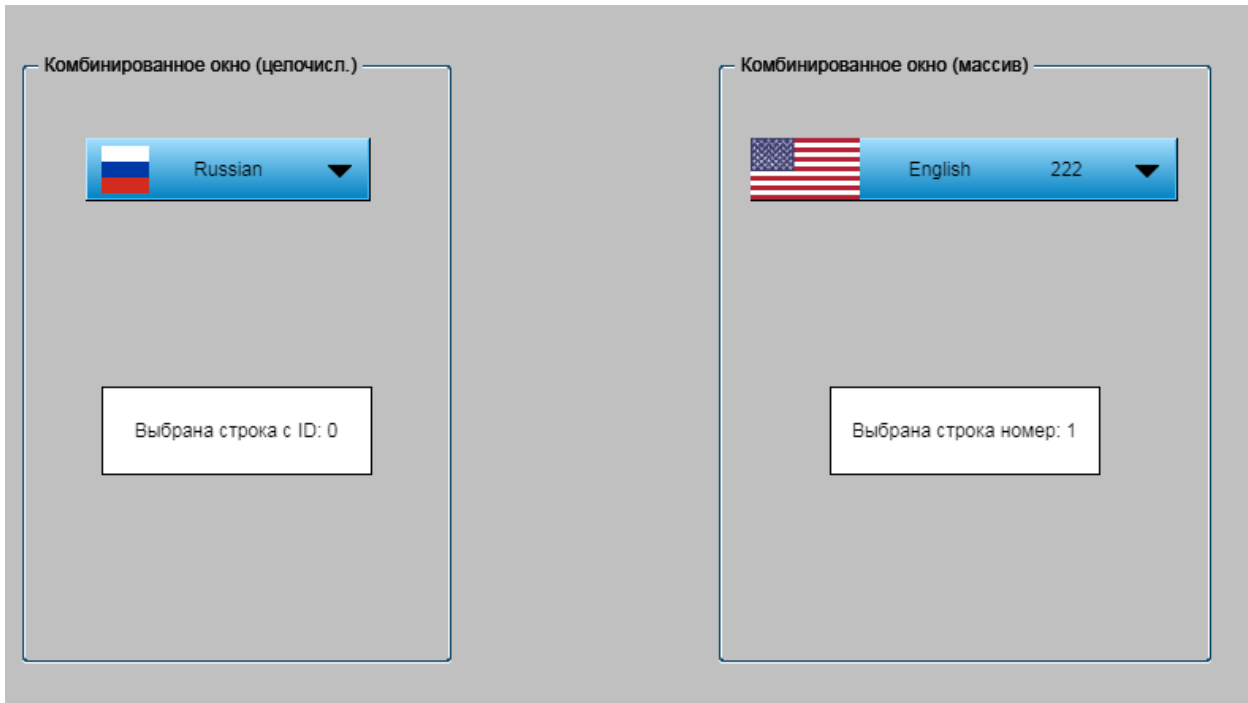 Комбинированное окно (целочисл.)
Russian
Выбрана строка с ID: 0
Комбинированное окно (массив)
English 222
Выбрана строка номер: 1